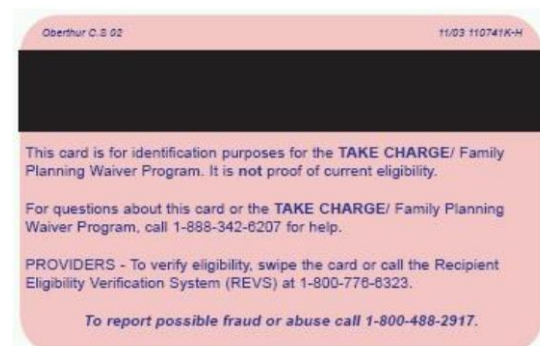 Oberthur C.S 02 11/03 110741K-H
This card is for identification purposes for the TAKE CHARGE/ Family
Planning Waiver Program. It is not proof of current eligibility.
For questions about this card or the TAKE CHARGE/ Family Planning
Waiver Program, call 1-888-342-6207 for help.
PROVIDERS - To verify eligibility, swipe the card or call the Recipient
Eligibility Verification System (REVS) at 1-800-776-6323.
To report possible fraud or abuse call 1-800-488-2917.